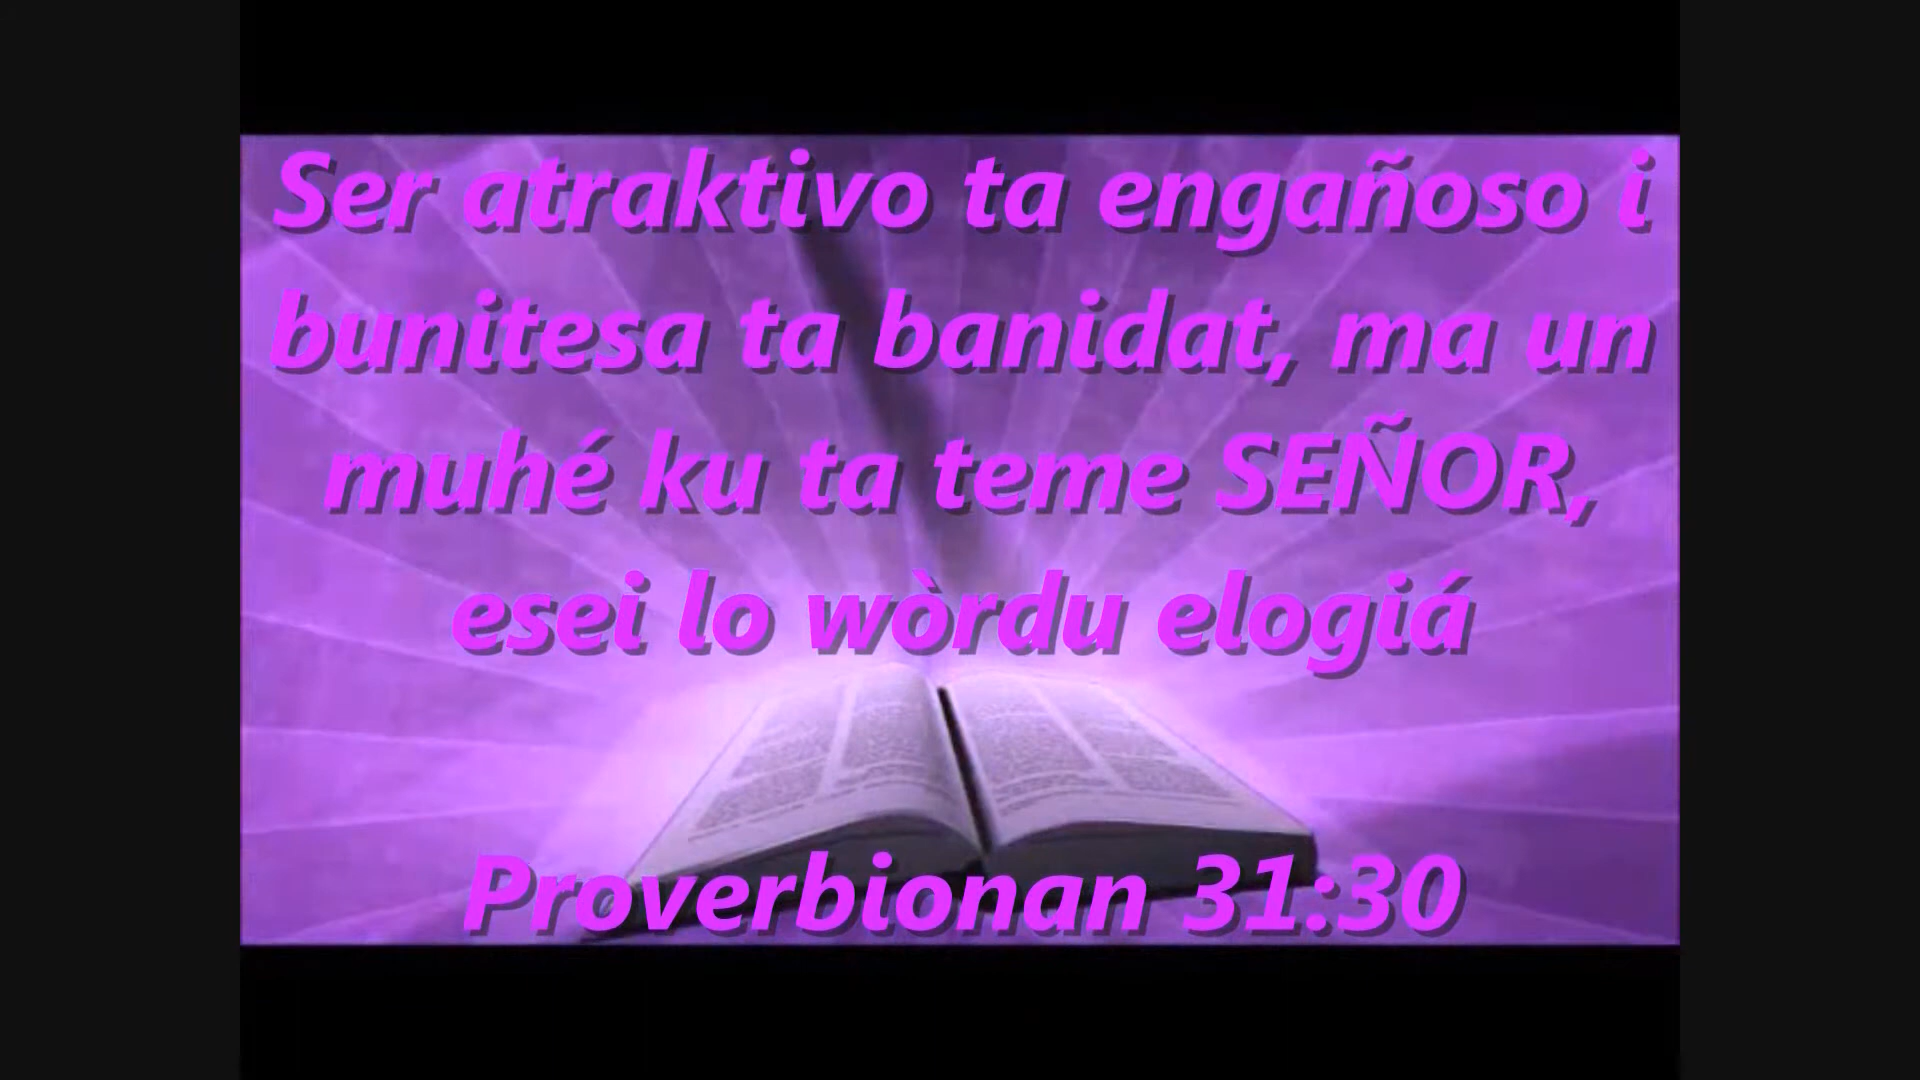 Ser atraktivo ta engañoso i
bunitesa ta banidat, ma un
muhé ku ta teme SEÑOR,
esei lo wòrdu elogiá
Proverbionan 31:30